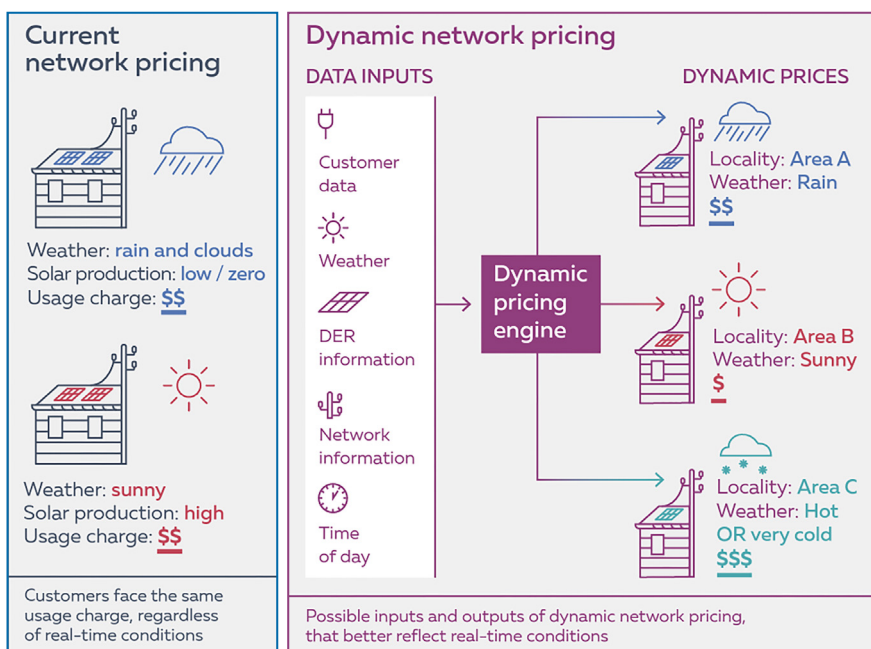 Current
network pricing
Weather: rain and clouds
Solar production: low / zero
Usage charge: $$
Weather: sunny
Solar production: high
Usage charge: $$
Customers face the same
usage charge, regardless
of real-time conditions
Dynamic network pricing
DATA INPUTS
Customer
data
Weather
DER
information
Network
information
Time
of day
Dynamic
pricing
engine
DYNAMIC PRICES
Locality: Area A
Weather: Rain
$$
Locality: Area B
Weather: Sunny
$
Locality: Area C
Weather: Hot
OR very cold
$$$
Possible inputs and outputs of dynamic network pricing,
that better reflect real-time conditions